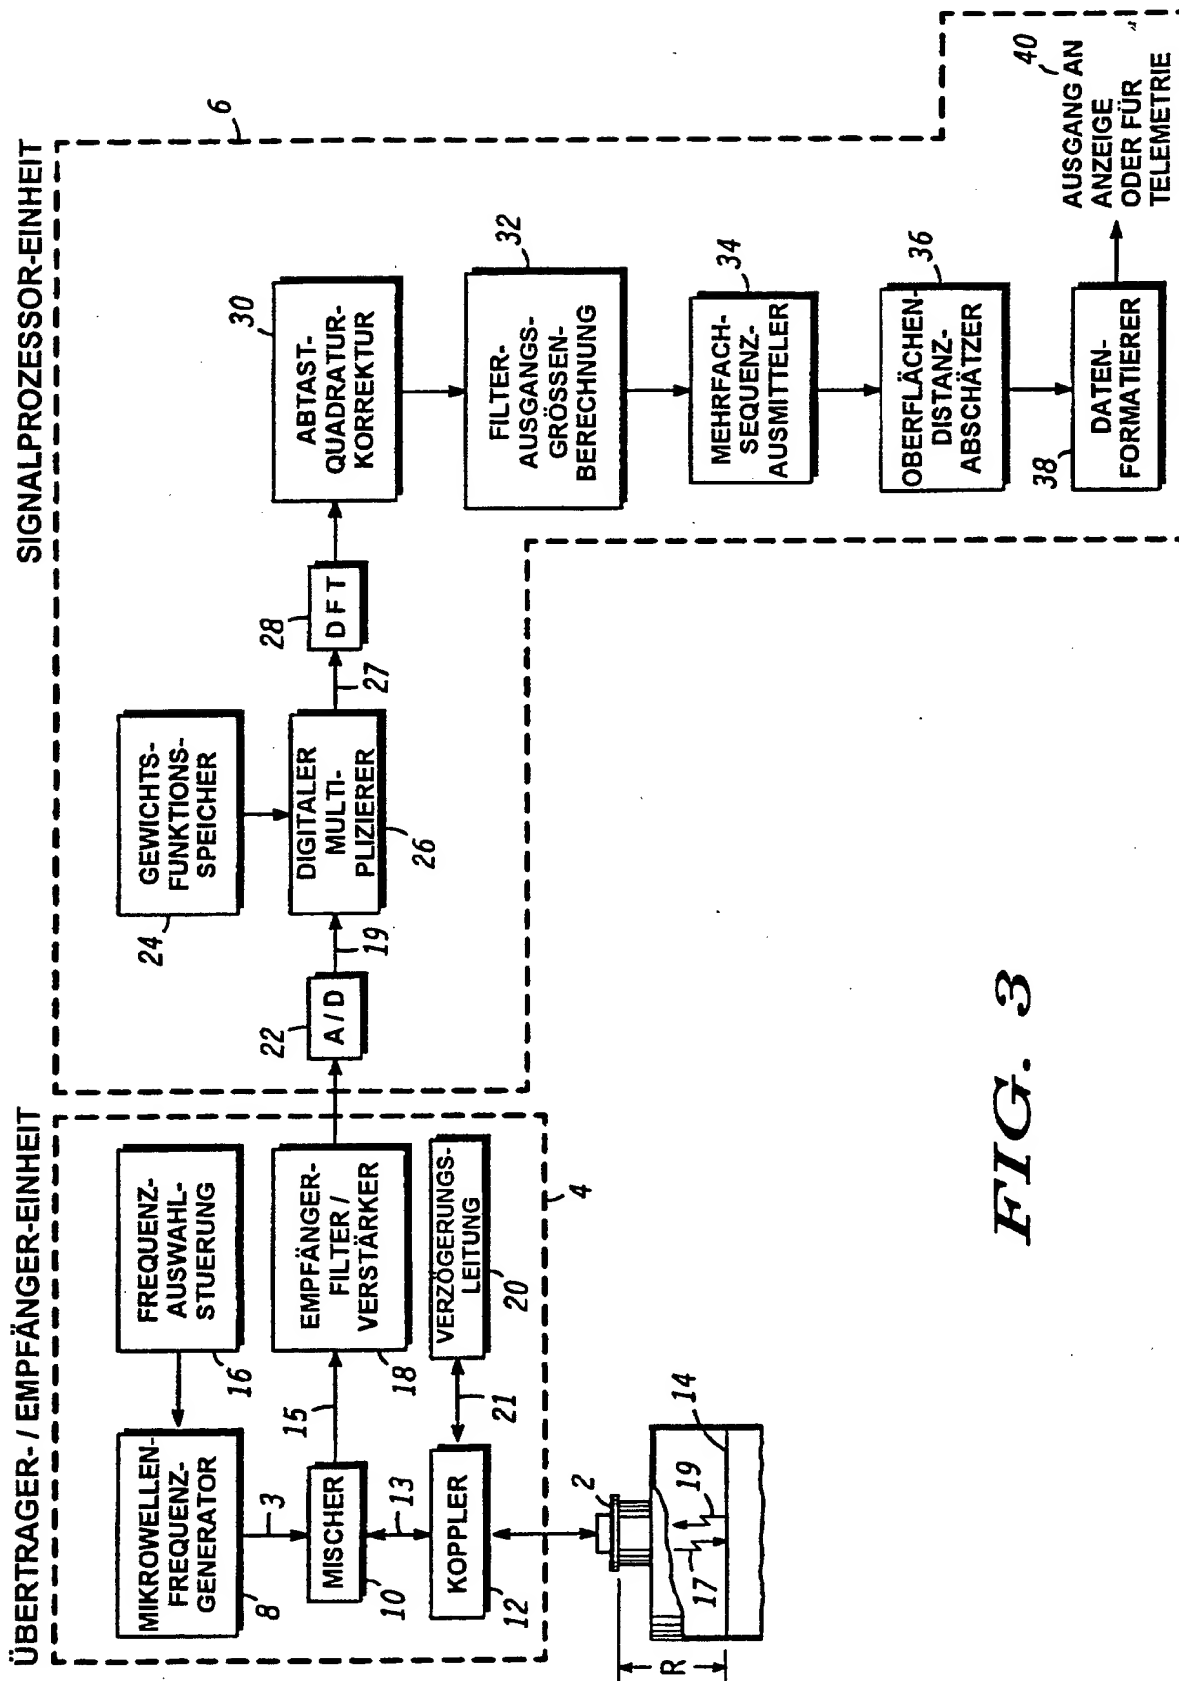 ÜBERTRAGER- / EMPFÄNGER-EINHEIT
SIGNALPROZESSOR-EINHEIT
MIKROWELLEN-
FREQUENZ-
GENERATOR
8
FREQUENZ-
AUSWAHL-
STUERUNG
16
3
MISCHER
10
15
EMPFÄNGER-
FILTER /
VERSTÄRKER
18
13
KOPPLER
12
21
VERZÖGERUNGS-
LEITUNG
20
4
2
14
17
19
R
22
A/D
19
GEWICHTS-
FUNKTIONS-
SPEICHER
24
DIGITALER
MULTI-
PLIZIERER
26
27
28
DFT
30
ABTAST-
QUADRATUR-
KORREKTUR
6
32
FILTER-
AUSGANGS-
GRÖSSEN-
BERECHNUNG
34
MEHRFACH-
SEQUENZ-
AUSMITTELER
36
OBERFLÄCHEN-
DISTANZ-
ABSCHÄTZER
38
DATEN-
FORMATIERER
40
AUSGANG AN
ANZEIGE
ODER FÜR
TELEMETRIE
FIG. 3